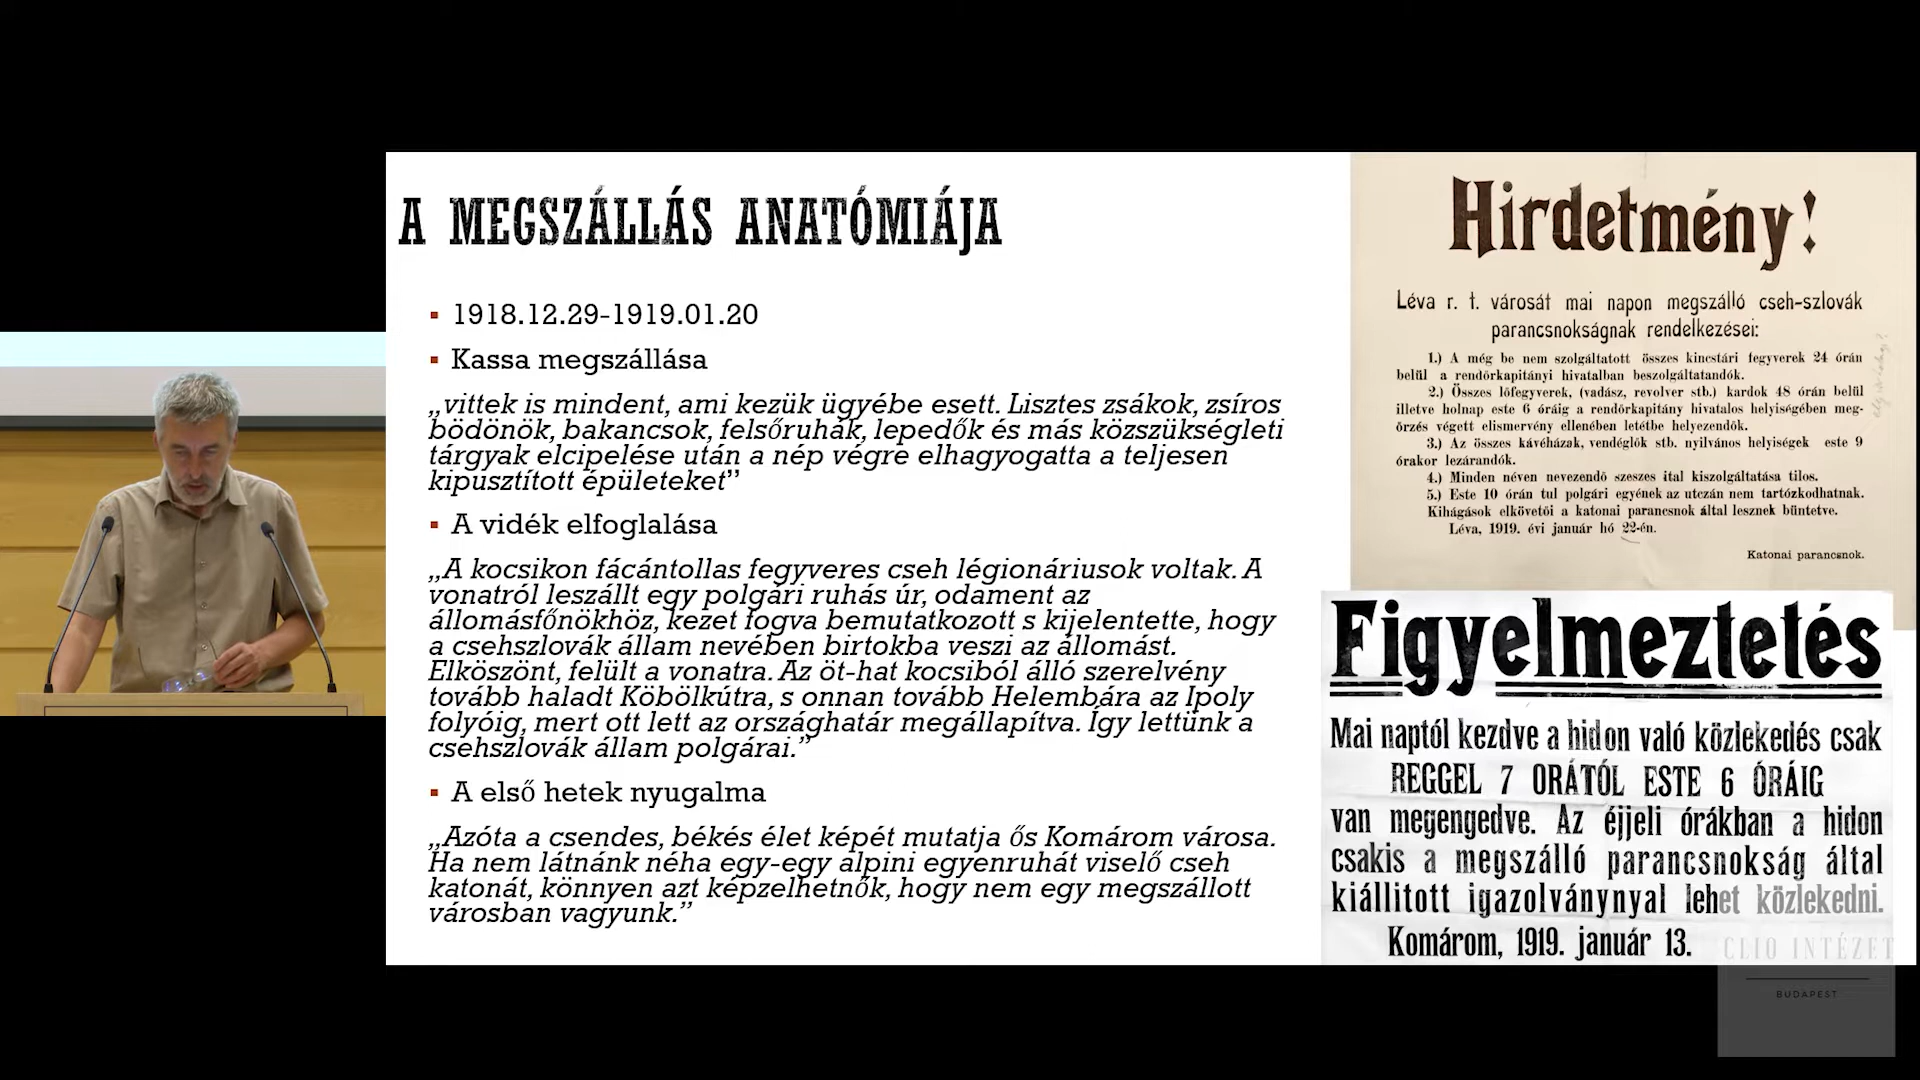 A MEGSZÁLLÁS ANATÓMIÁJA
1918.12.29-1919.01.20
Kassa megszállása
„vittek is mindent, ami kezük ügyébe esett. Lisztes zsákok, zsíros
bödönök, bakancsok, felsőruhák, lepedők és más közszükségleti
tárgyak elcipelése után a nép végre elhagyogatta a teljesen
kipusztított épületeket”
A vidék elfoglalása
„A kocsikon fácántollas fegyveres cseh légionáriusok voltak. A
vonatról leszállt egy polgári ruhás úr, odament az
állomásfőnökhöz, kezet fogva bemutatkozott s kijelentette, hogy
a csehszlovák állam nevében birtokba veszi az állomást.
Elköszönt, felült a vonatra. Az öt-hat kocsiból álló szerelvény
tovább haladt Köbölkútra, s onnan tovább Helembára az Ipoly
folyóig, mert ott lett az országhatár megállapítva. Így lettünk a
csehszlovák állam polgárai.”
A első hetek nyugalma
„Azóta a csendes, békés élet képét mutatja ős Komárom városa.
Ha nem látnánk néha egy-egy alpini egyenruhát viselő cseh
katonát, könnyen azt képzelhetnők, hogy nem egy megszállott
városban vagyunk.”
Hirdetmény!
Léva r. t. városát mai napon megszálló cseh-szlovák
parancsnokságnak rendelkezései:
1.) A még be nem szolgáltatott összes kincstári fegyverek 24 órán
belül a rendőrkapitányi hivatalban beszolgáltatandók.
2.) Összes lőfegyverek, (vadász, revolver stb.) kardok 48 órán belül
illetve holnap este 6 óráig a rendőrkapitány hivatalos helyiségében meg-
őrzés végett elismervény ellenében letétbe helyezendők.
3.) Az összes kávéházak, vendéglők stb. nyilvános helyiségek este 9
órakor lezárandók.
4.) Minden néven nevezendő szeszes ital kiszolgáltatása tilos.
5.) Este 10 órán tul polgári egyének az utczán nem tartózkodhatnak.
Kihágások elkövetői a katonai parancsnok által lesznek büntetve.
Léva, 1919. évi január hó 22-én.
Katonai parancsnok.
Figyelmeztetés
Mai naptól kezdve a hidon való közlekedés csak
REGGEL 7 ORÁTÓL ESTE 6 ÓRÁIG
van megengedve. Az éjjeli órákban a hidon
csakis a megszálló parancsnokság által
kiállitott igazolványnyal lehet közlekedni.
Komárom, 1919. január 13.
CLIO INTÉZET
BUDAPEST